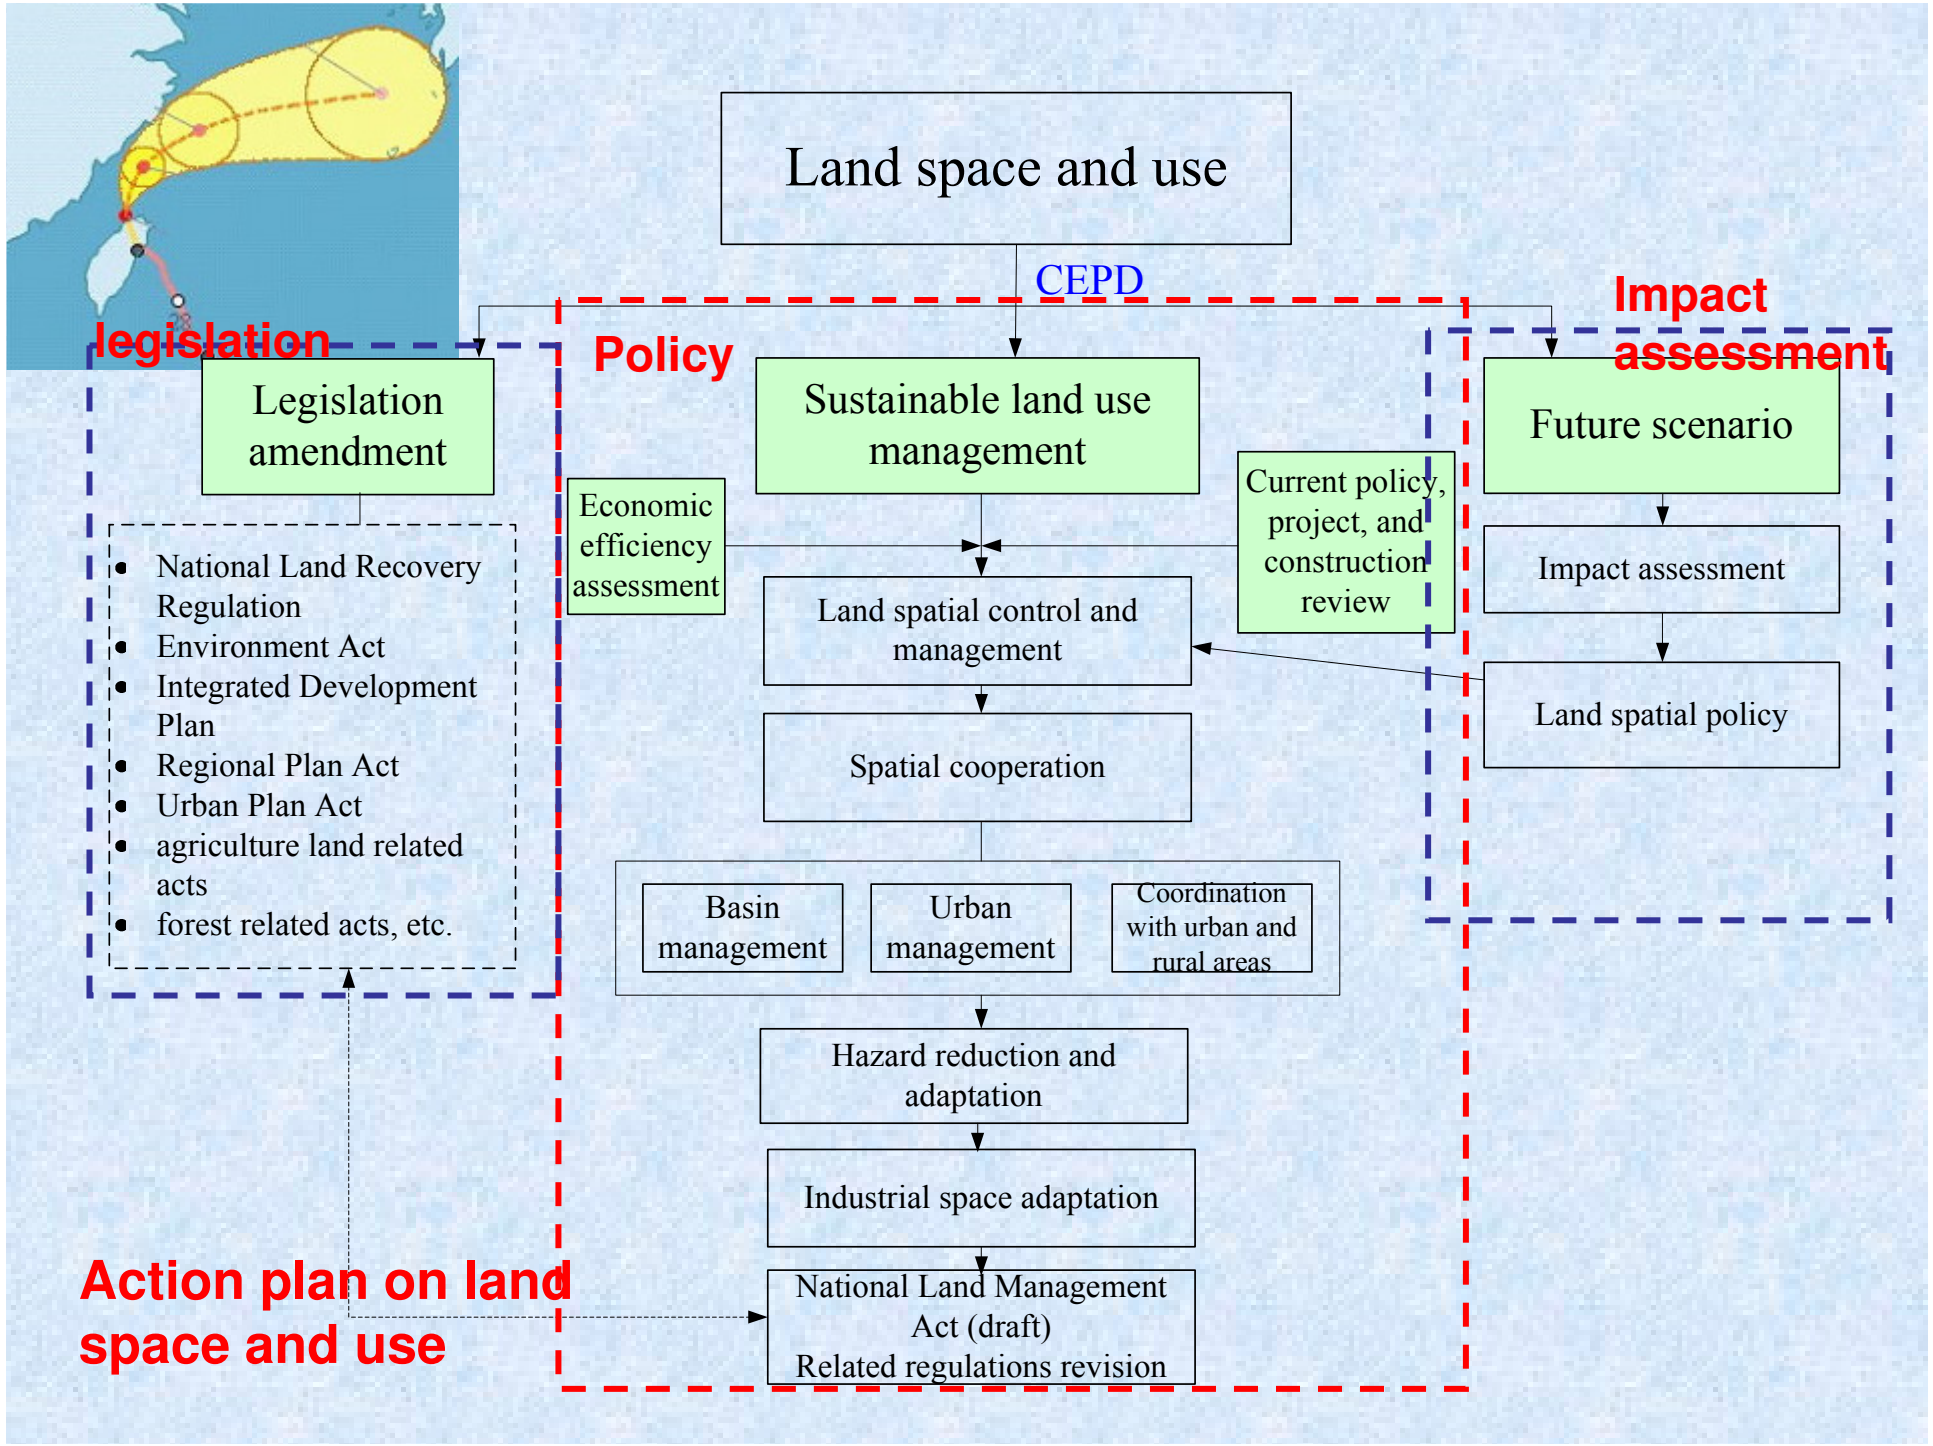 Land space and use
CEPD
Impact
assessment
legislation
Policy
Legislation
amendment
Sustainable land use
management
Future scenario
Economic
efficiency
assessment
Current policy,
project, and
construction
review
• National Land Recovery
Regulation
• Environment Act
• Integrated Development
Plan
• Regional Plan Act
• Urban Plan Act
• agriculture land related
acts
• forest related acts, etc.
Land spatial control and
management
Impact assessment
Land spatial policy
Spatial cooperation
Basin
management
Urban
management
Coordination
with urban and
rural areas
Hazard reduction and
adaptation
Industrial space adaptation
National Land Management
Act (draft)
Related regulations revision
Action plan on land
space and use